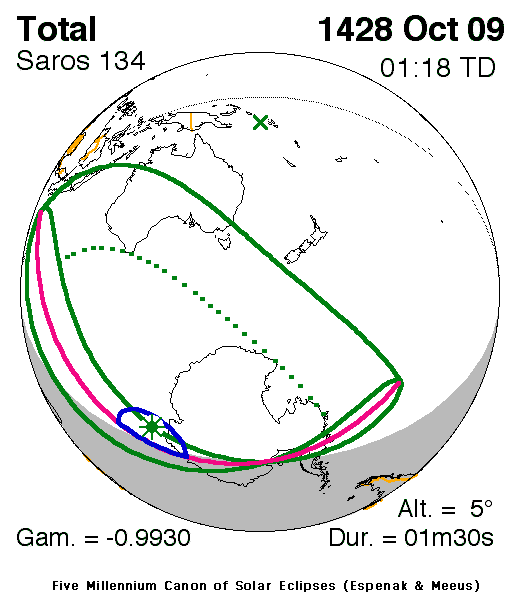 Total 1428 Oct 09
Saros 134 01:18 TD
Alt. = 5°
Gam. = -0.9930 Dur. = 01m30s
Five Millennium Canon of Solar Eclipses (Espenak & Meeus)